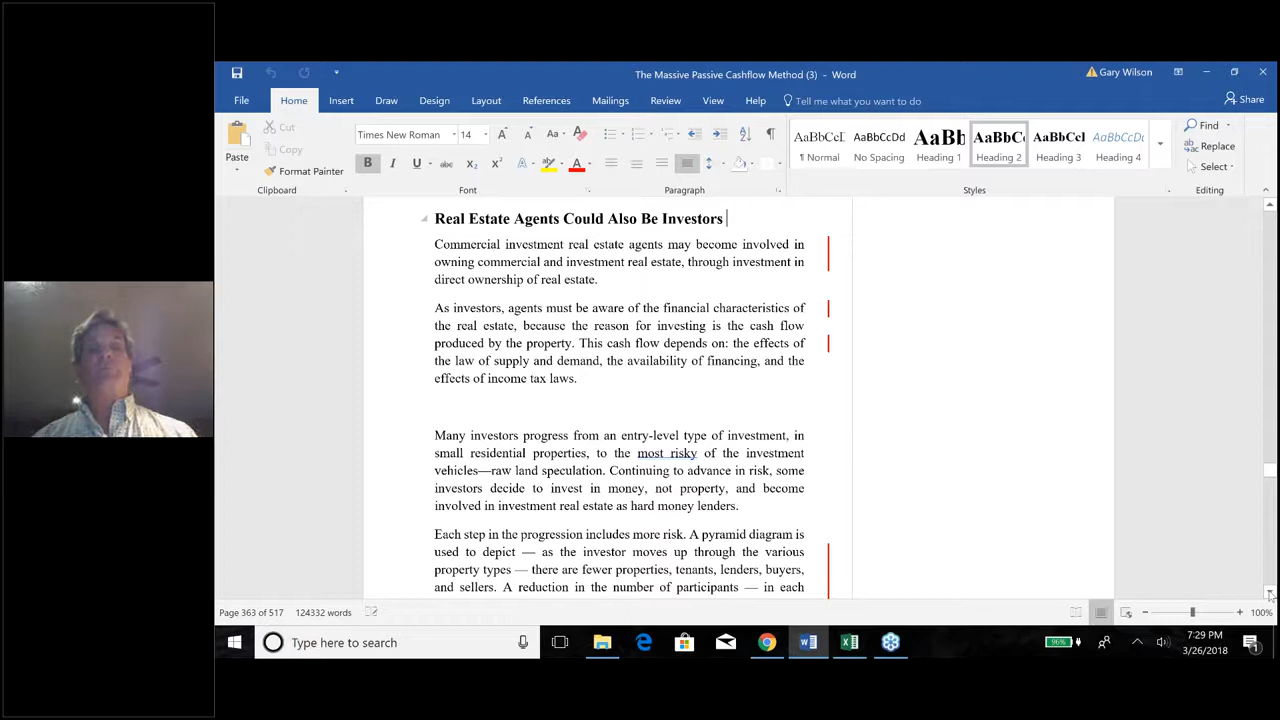 The Massive Passive Cashflow Method (3) - Word
Gary Wilson
File Home Insert Draw Design Layout References Mailings Review View Help Tell me what you want to do Share
Paste
Cut
Copy
Format Painter
Clipboard
Times New Roman 14
Font
Paragraph
AaBbCcI AaBbCcDd AaBb AaBbC AaBbCcl AaBbCcDd
¶ Normal No Spacing Heading 1 Heading 2 Heading 3 Heading 4
Styles
Find
Replace
Select
Editing
Real Estate Agents Could Also Be Investors
Commercial investment real estate agents may become involved in
owning commercial and investment real estate, through investment in
direct ownership of real estate.
As investors, agents must be aware of the financial characteristics of
the real estate, because the reason for investing is the cash flow
produced by the property. This cash flow depends on: the effects of
the law of supply and demand, the availability of financing, and the
effects of income tax laws.
Many investors progress from an entry-level type of investment, in
small residential properties, to the most risky of the investment
vehicles—raw land speculation. Continuing to advance in risk, some
investors decide to invest in money, not property, and become
involved in investment real estate as hard money lenders.
Each step in the progression includes more risk. A pyramid diagram is
used to depict — as the investor moves up through the various
property types — there are fewer properties, tenants, lenders, buyers,
and sellers. A reduction in the number of participants — in each
Page 363 of 517 124332 words
100%
Type here to search
96%
7:29 PM
3/26/2018
1